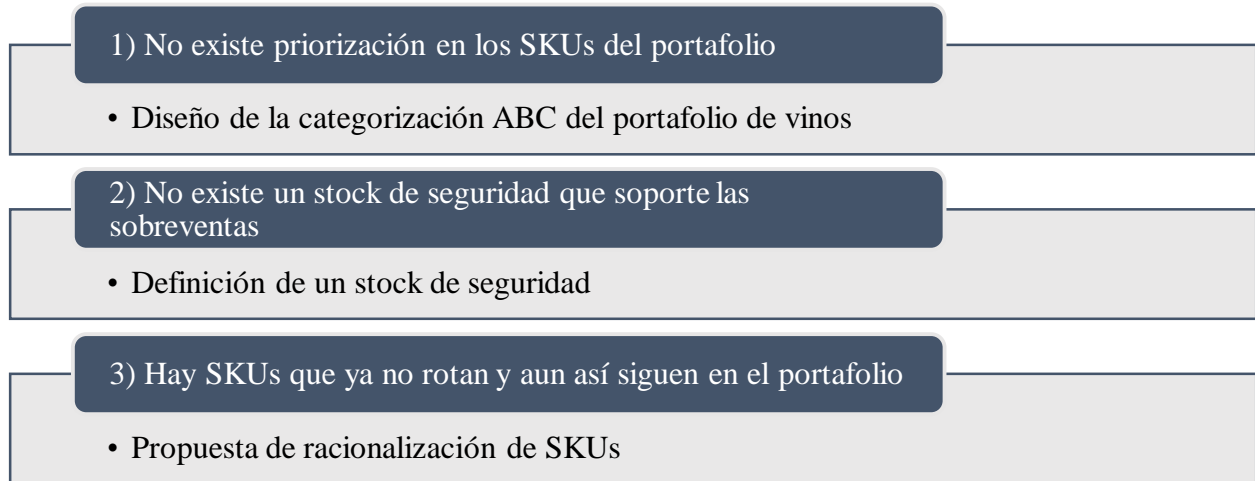 1) No existe priorización en los SKUs del portafolio
• Diseño de la categorización ABC del portafolio de vinos
2) No existe un stock de seguridad que soporte las
sobreventas
• Definición de un stock de seguridad
3) Hay SKUs que ya no rotan y aun así siguen en el portafolio
• Propuesta de racionalización de SKUs